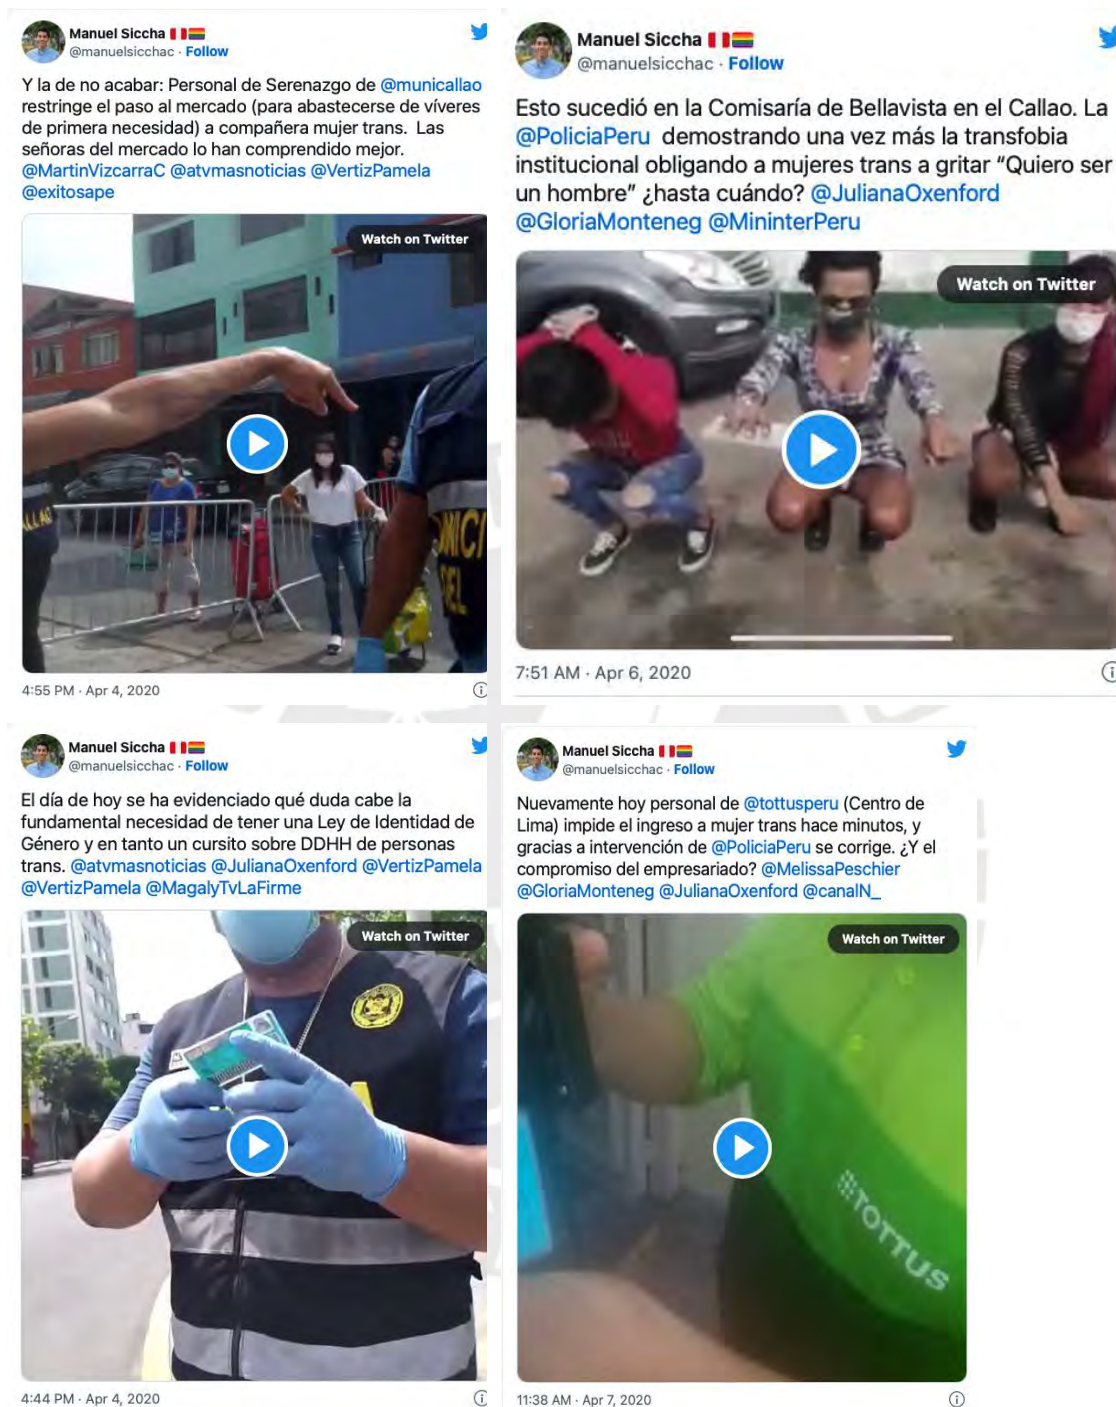 Manuel Siccha
@manuelsicchac · Follow
Y la de no acabar: Personal de Serenazgo de @municallao
restringe el paso al mercado (para abastecerse de víveres
de primera necesidad) a compañera mujer trans. Las
señoras del mercado lo han comprendido mejor.
@MartinVizcarraC @atvmasnoticias @VertizPamela
@exitosape
Watch on Twitter
4:55 PM · Apr 4, 2020
Manuel Siccha
@manuelsicchac · Follow
Esto sucedió en la Comisaría de Bellavista en el Callao. La
@PoliciaPeru demostrando una vez más la transfobia
institucional obligando a mujeres trans a gritar “Quiero ser
un hombre” ¿hasta cuándo? @JulianaOxenford
@GloriaMonteneg @MininterPeru
Watch on Twitter
7:51 AM · Apr 6, 2020
Manuel Siccha
@manuelsicchac · Follow
El día de hoy se ha evidenciado qué duda cabe la
fundamental necesidad de tener una Ley de Identidad de
Género y en tanto un cursito sobre DDHH de personas
trans. @atvmasnoticias @JulianaOxenford @VertizPamela
@VertizPamela @MagalyTvLaFirme
Watch on Twitter
4:44 PM · Apr 4, 2020
Manuel Siccha
@manuelsicchac · Follow
Nuevamente hoy personal de @tottusperu (Centro de
Lima) impide el ingreso a mujer trans hace minutos, y
gracias a intervención de @PoliciaPeru se corrige. ¿Y el
compromiso del empresariado? @MelissaPeschier
@GloriaMonteneg @JulianaOxenford @canalN_
Watch on Twitter
TOTTUS
11:38 AM · Apr 7, 2020